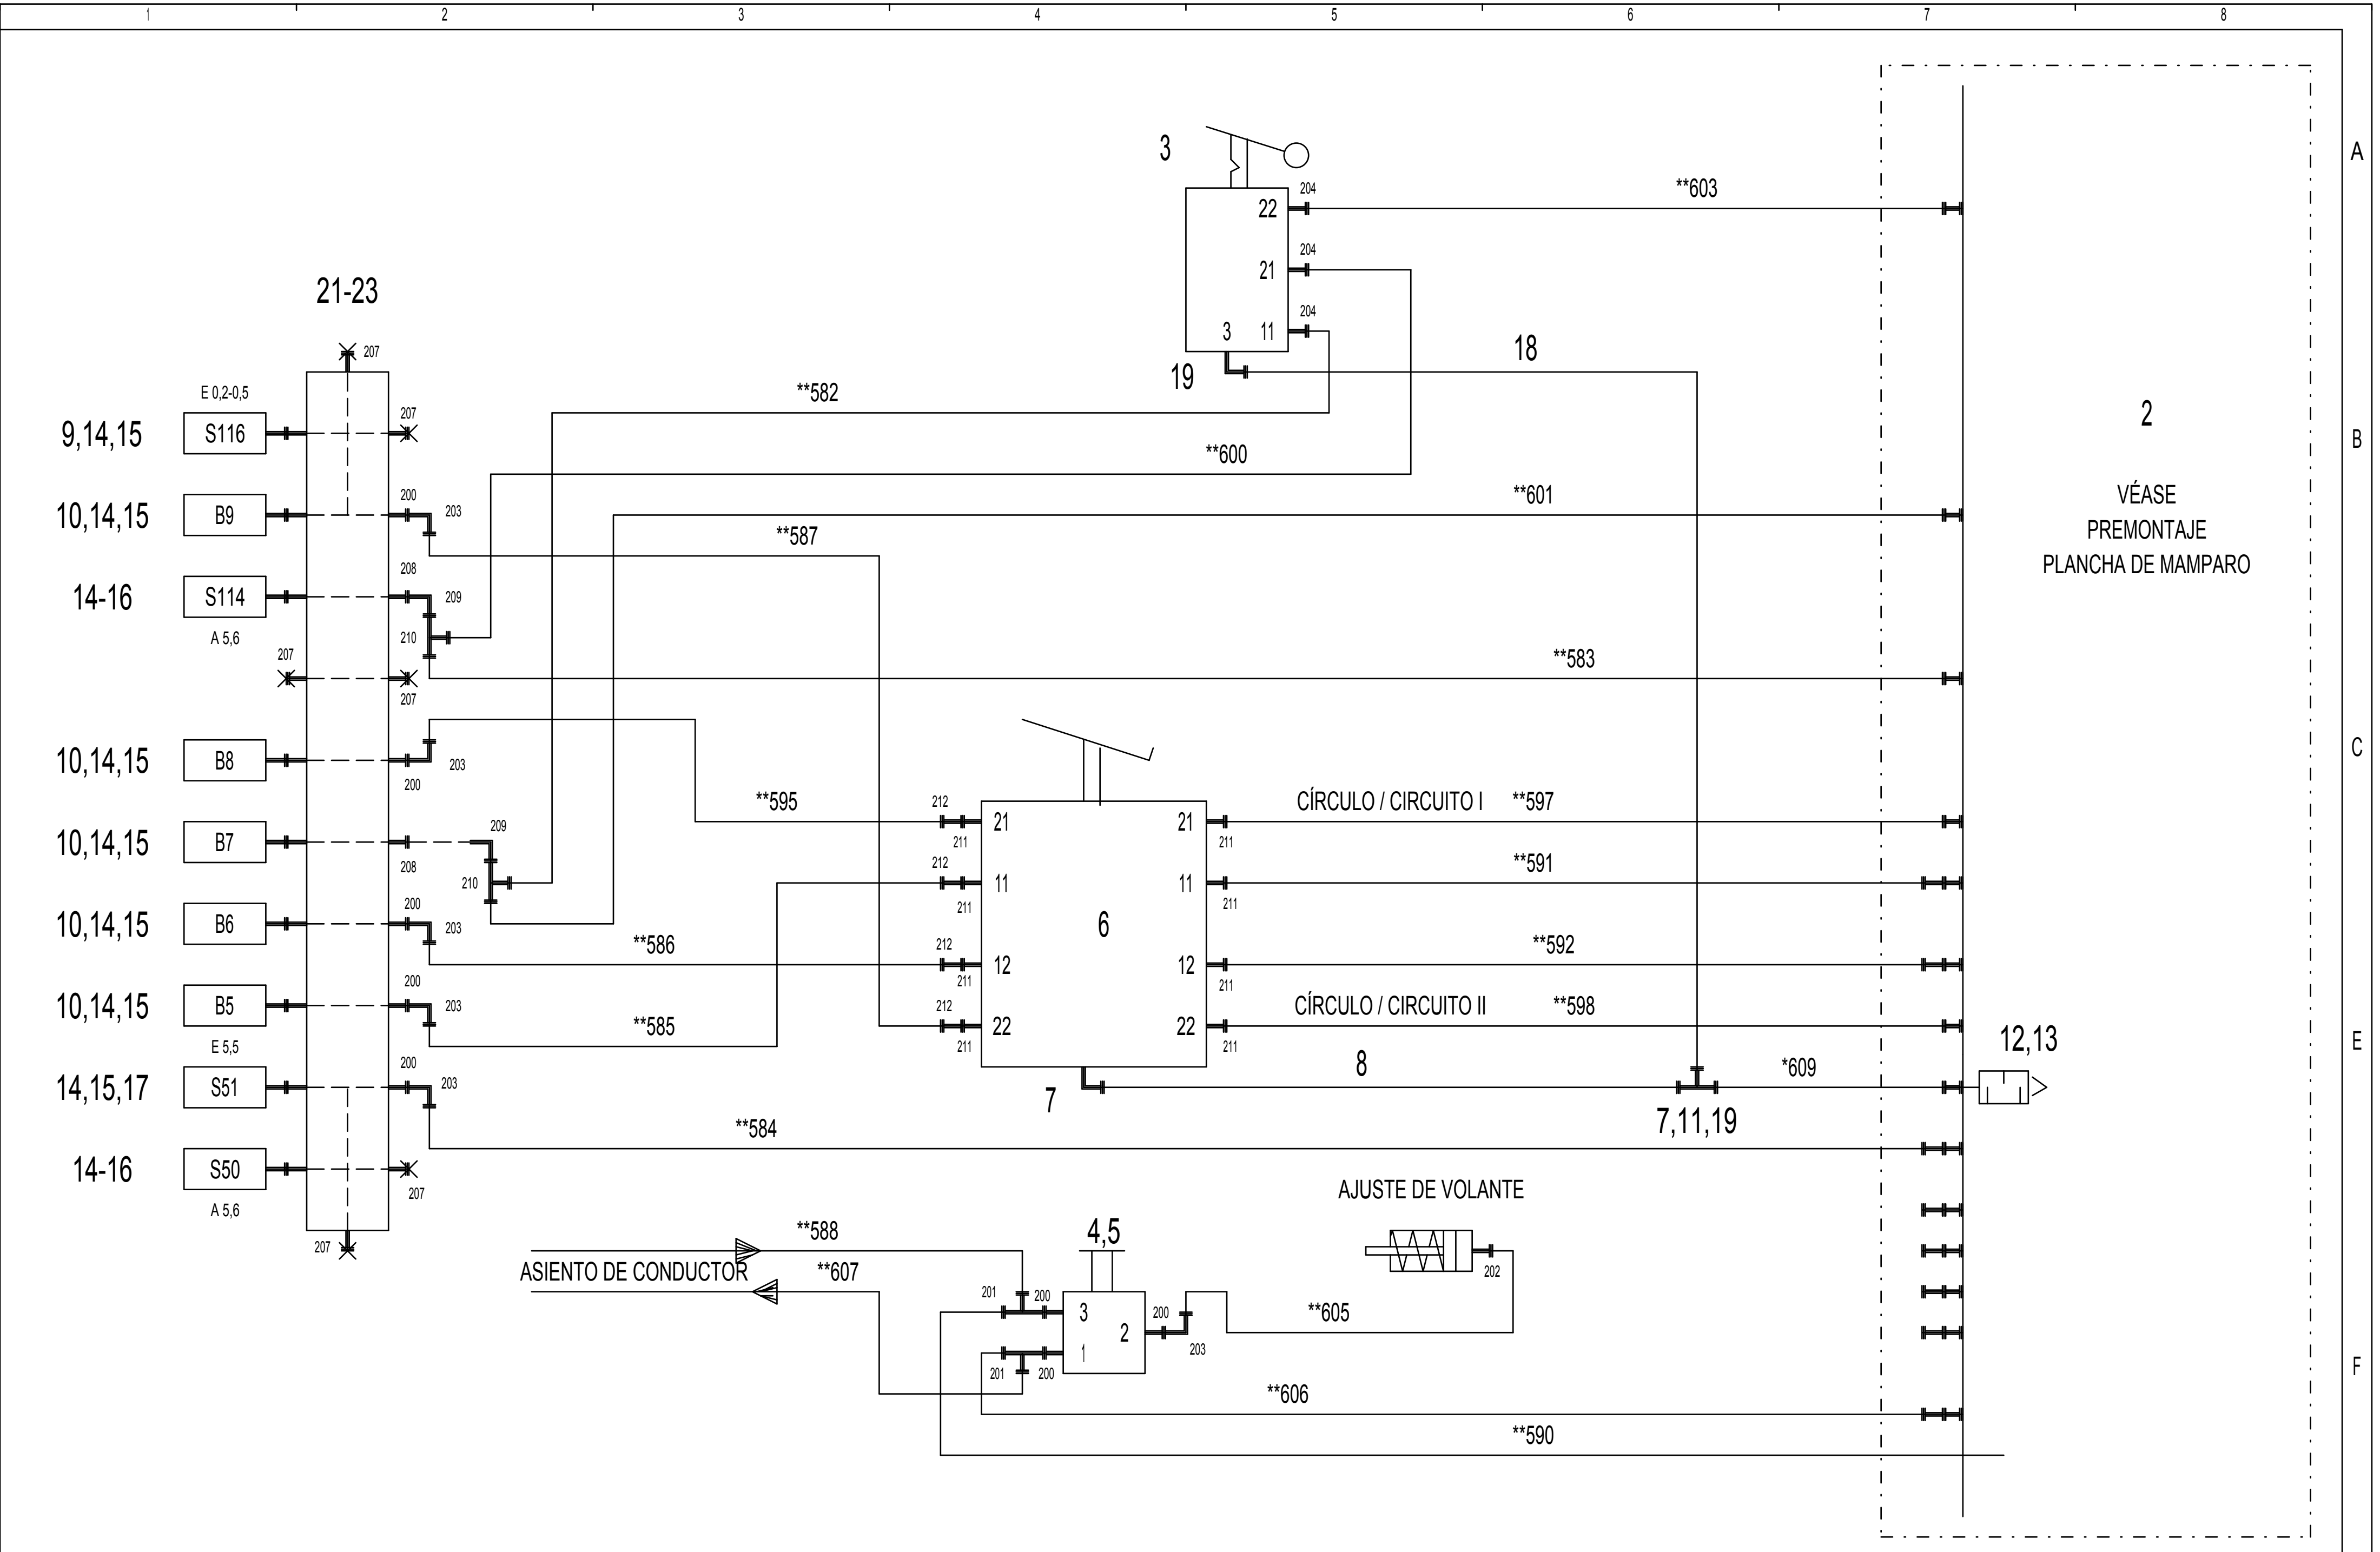 1 2 3 4 5 6 7 8
A
3
204
**603
22
204
21
21-23
204
3 11
18
207
19
E 0,2-0,5
**582
207
2
9,14,15 S116
B
**600
200
**601
VÉASE
10,14,15 B9
203
**587
PREMONTAJE
PLANCHA DE MAMPARO
208
14-16 S114
209
A 5,6
210
207
**583
207
10,14,15 B8
203
C
200
**595
212
CÍRCULO / CIRCUITO I **597
21 21
209
10,14,15 B7
211 211
212
**591
208
210
11 11
200
211 211
10,14,15 B6
203
6
**586
212
**592
12 12
200
211 211
10,14,15 B5
203
212
CÍRCULO / CIRCUITO II **598
**585
22 22
E 5,5
211 211
E
12,13
200
8
*609
14,15,17 S51
203
7
7,11,19
**584
14-16 S50
207
AJUSTE DE VOLANTE
A 5,6
**588
4,5
207
ASIENTO DE CONDUCTOR **607
202
201 200
3
200
**605
2
203
1
201 200
F
**606
**590